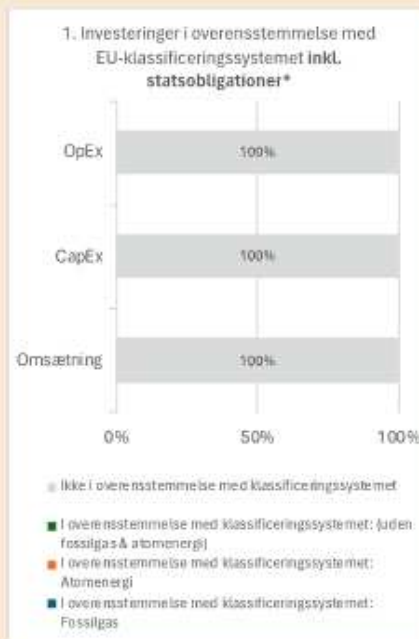 1. Investeringer i overensstemmelse med
EU-klassificeringssystemet inkl.
statsobligationer*
OpEx
100%
CapEx
100%
Omsætning
100%
0%
50%
100%
Ikke i overensstemmelse med klassificeringssystemet
I overensstemmelse med klassificeringssystemet: (uden
fossilgas & atomenergi)
I overensstemmelse med klassificeringssystemet:
Atomenergi
I overensstemmelse med klassificeringssystemet:
Fossilgas